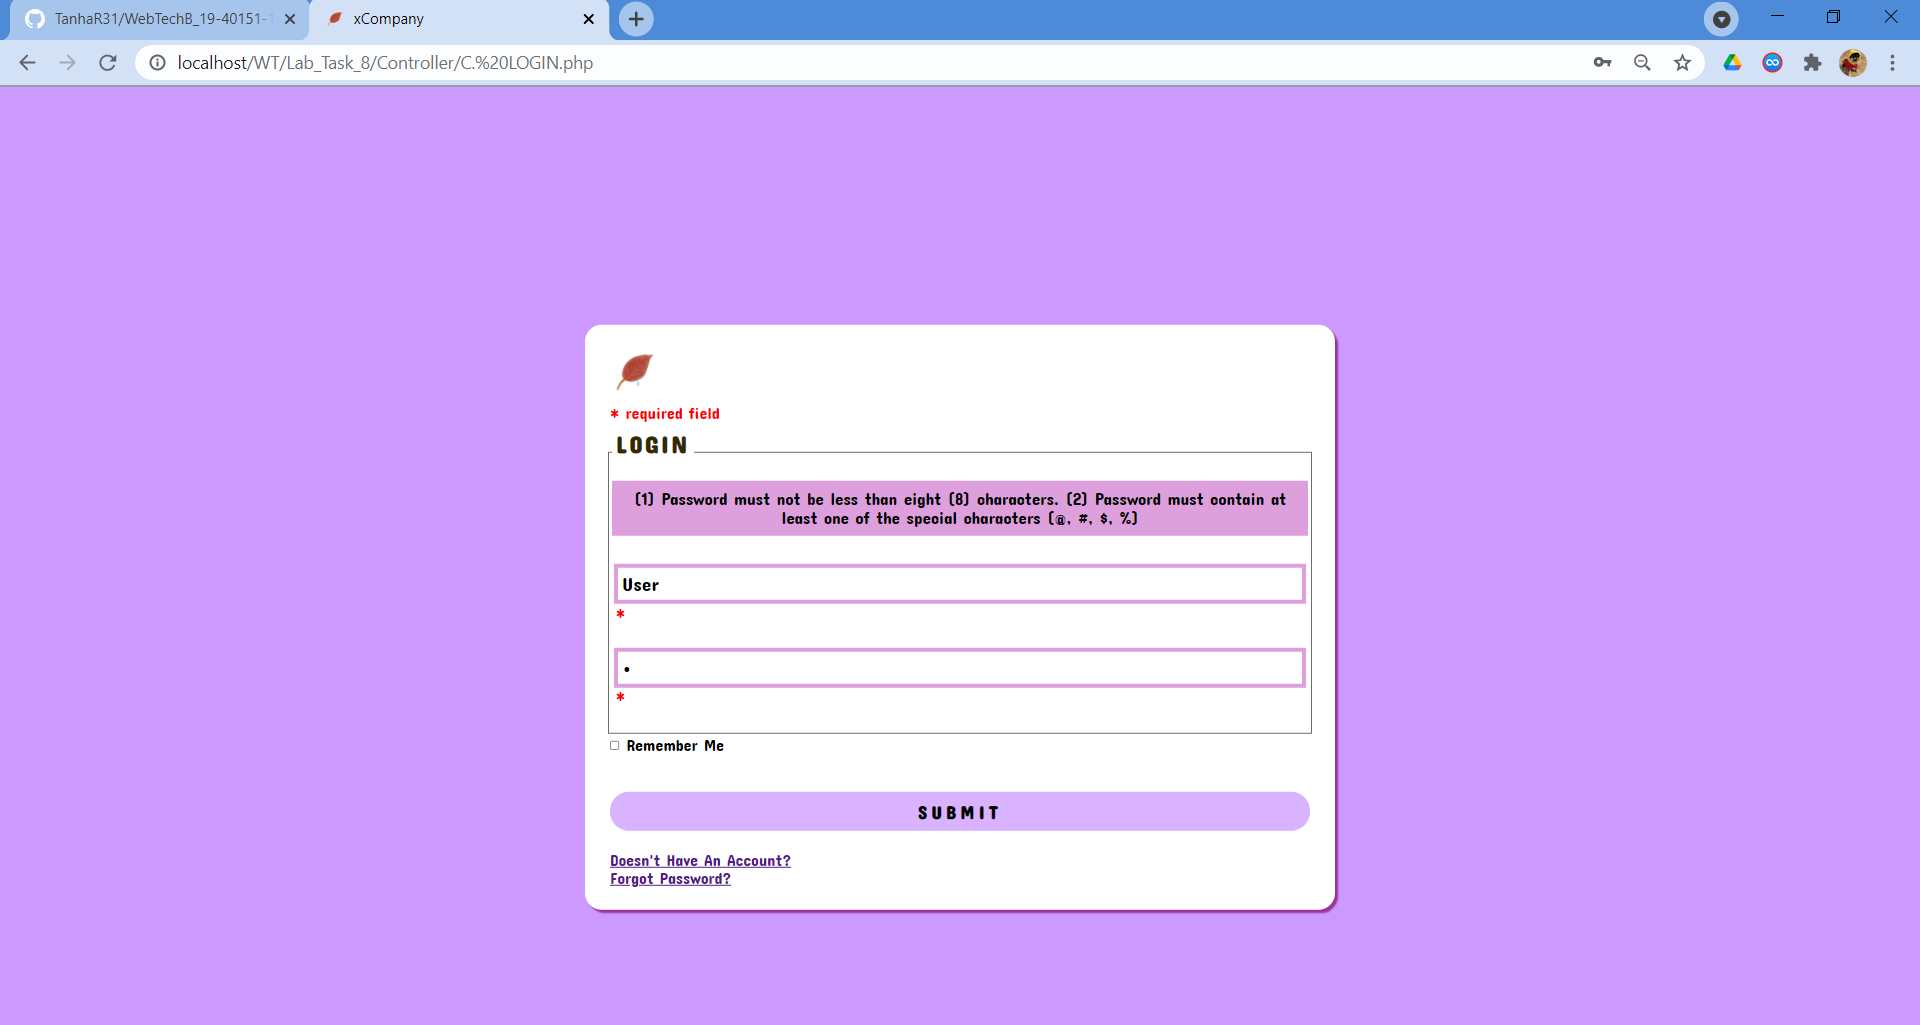 TanhaR31/WebTechB_19-40151-
xCompany
localhost/WT/Lab_Task_8/Controller/C.%20LOGIN.php
* required field
LOGIN
(1) Password must not be less than eight (8) characters. (2) Password must contain at
least one of the special characters (@, #, $, %)
User
*
•
*
Remember Me
SUBMIT
Doesn't Have An Account?
Forgot Password?